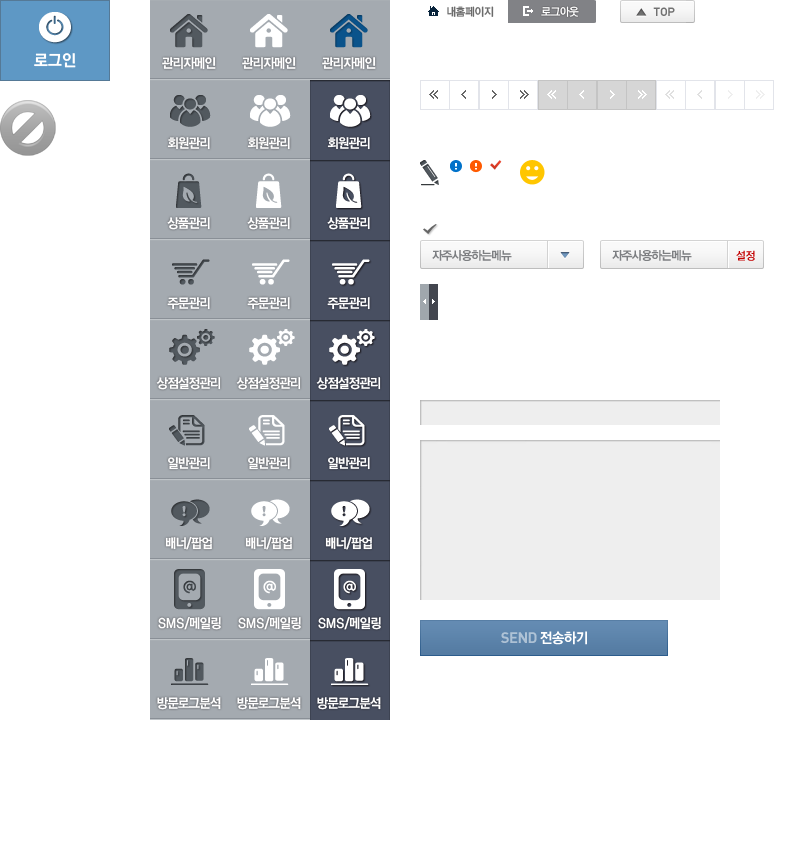 로그인
관리자메인 관리자메인 관리자메인
회원관리 회원관리 회원관리
상품관리 상품관리 상품관리
주문관리 주문관리 주문관리
상점설정관리 상점설정관리 상점설정관리
일반관리 일반관리 일반관리
배너/팝업 배너/팝업 배너/팝업
SMS/메일링 SMS/메일링 SMS/메일링
방문로그분석 방문로그분석 방문로그분석
내홈페이지 로그아웃 TOP
자주사용하는메뉴 자주사용하는메뉴 설정
SEND 전송하기